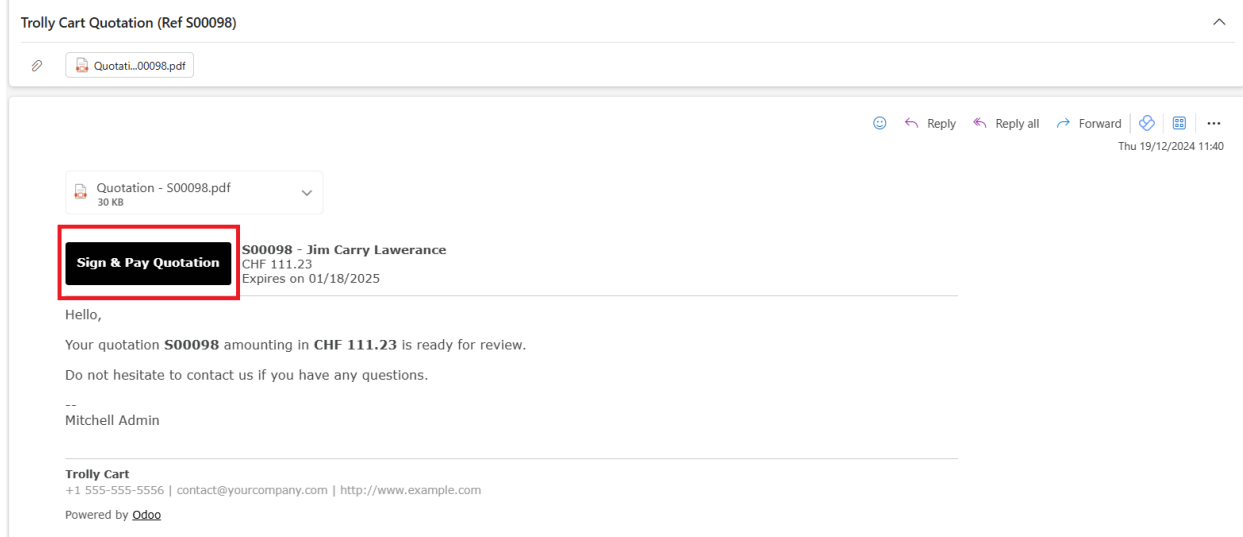 Trolly Cart Quotation (Ref S00098)
Quotati...00098.pdf
Reply
Reply all
Forward
Thu 19/12/2024 11:40
Quotation - S00098.pdf
30 KB
Sign & Pay Quotation
S00098 - Jim Carry Lawerance
CHF 111.23
Expires on 01/18/2025
Hello,
Your quotation S00098 amounting in CHF 111.23 is ready for review.
Do not hesitate to contact us if you have any questions.
--
Mitchell Admin
Trolly Cart
+1 555-555-5556 | contact@yourcompany.com | http://www.example.com
Powered by Odoo